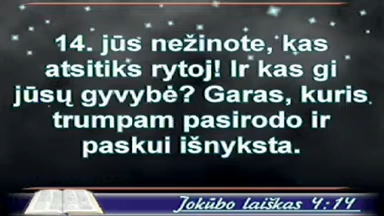 14. jūs nežinote, kas
atsitiks rytoj! Ir kas gi
jūsų gyvybė? Garas, kuris
trumpam pasirodo ir
paskui išnyksta.
Jokūbo laiškas 4:14